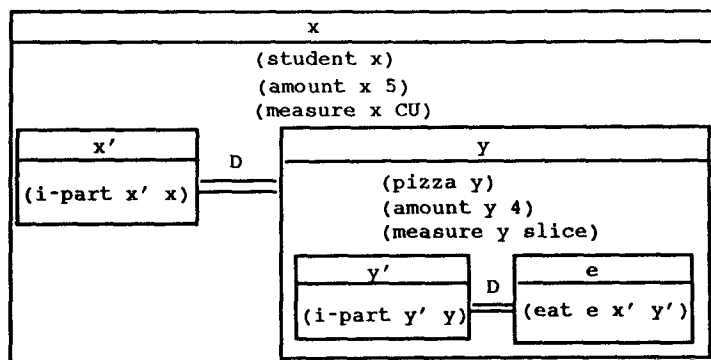 x
(student x)
(amount x 5)
(measure x CU)
x'
D
y
(i-part x' x)
(pizza y)
(amount y 4)
(measure y slice)
y'
D
e
(i-part y' y)
(eat e x' y')